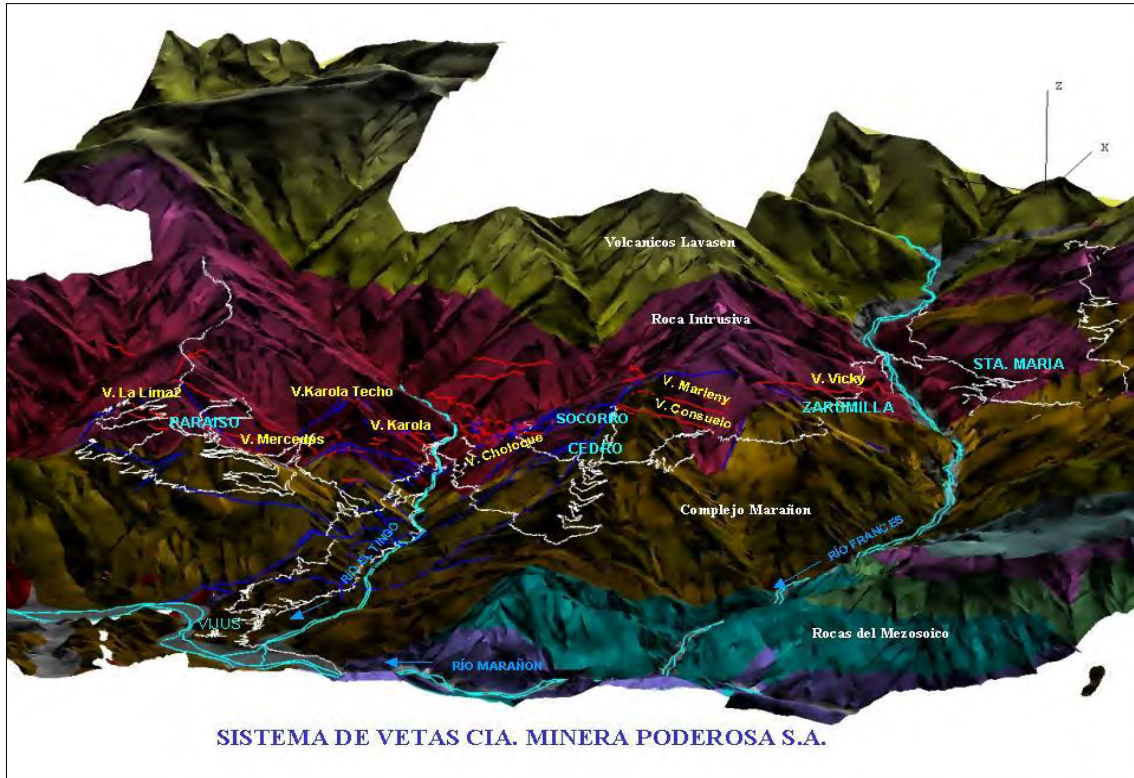 Z
X
Volcanicos Lavasen
Roca Intrusiva
STA. MARIA
V. La Lima2
V.Karola Techo
V. Marleny
V. Vicky
PARAISO
V. Mercedes
V. Karola
SOCORRO
V. Consuelo
ZARUMILLA
V. Choloque
CEDRO
Complejo Marañon
RÍO EL TINGO
RÍO FRANCES
VIJUS
Rocas del Mezosoico
RÍO MARAÑON
SISTEMA DE VETAS CIA. MINERA PODEROSA S.A.